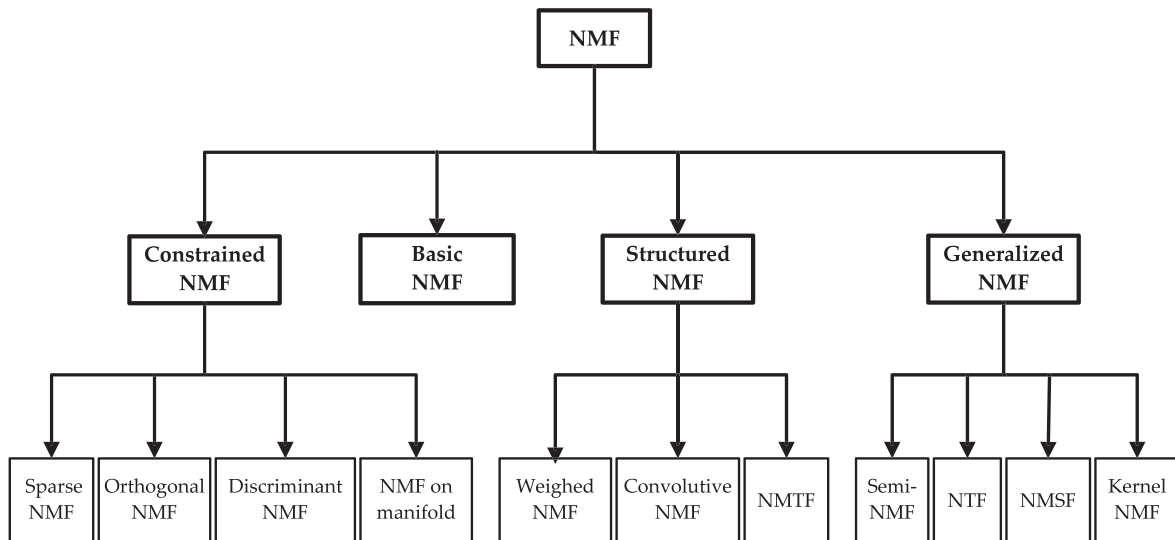 NMF
Constrained
NMF
Basic
NMF
Structured
NMF
Generalized
NMF
Sparse
NMF
Orthogonal
NMF
Discriminant
NMF
NMF on
manifold
Weighed
NMF
Convolutive
NMF
NMTF
Semi-
NMF
NTF
NMSF
Kernel
NMF